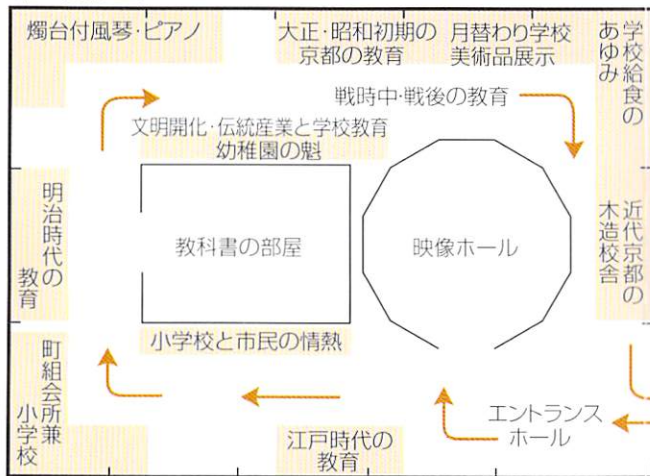 燭台付風琴・ピアノ
大正・昭和初期の
京都の教育
月替わり学校
美術品展示
学校給食の
あゆみ
戦時中・戦後の教育
文明開化・伝統産業と学校教育
幼稚園の魁
明治時代の
教育
教科書の部屋
映像ホール
近代京都の
木造校舎
小学校と市民の情熱
町組会所兼
小学校
江戸時代の
教育
エントランス
ホール